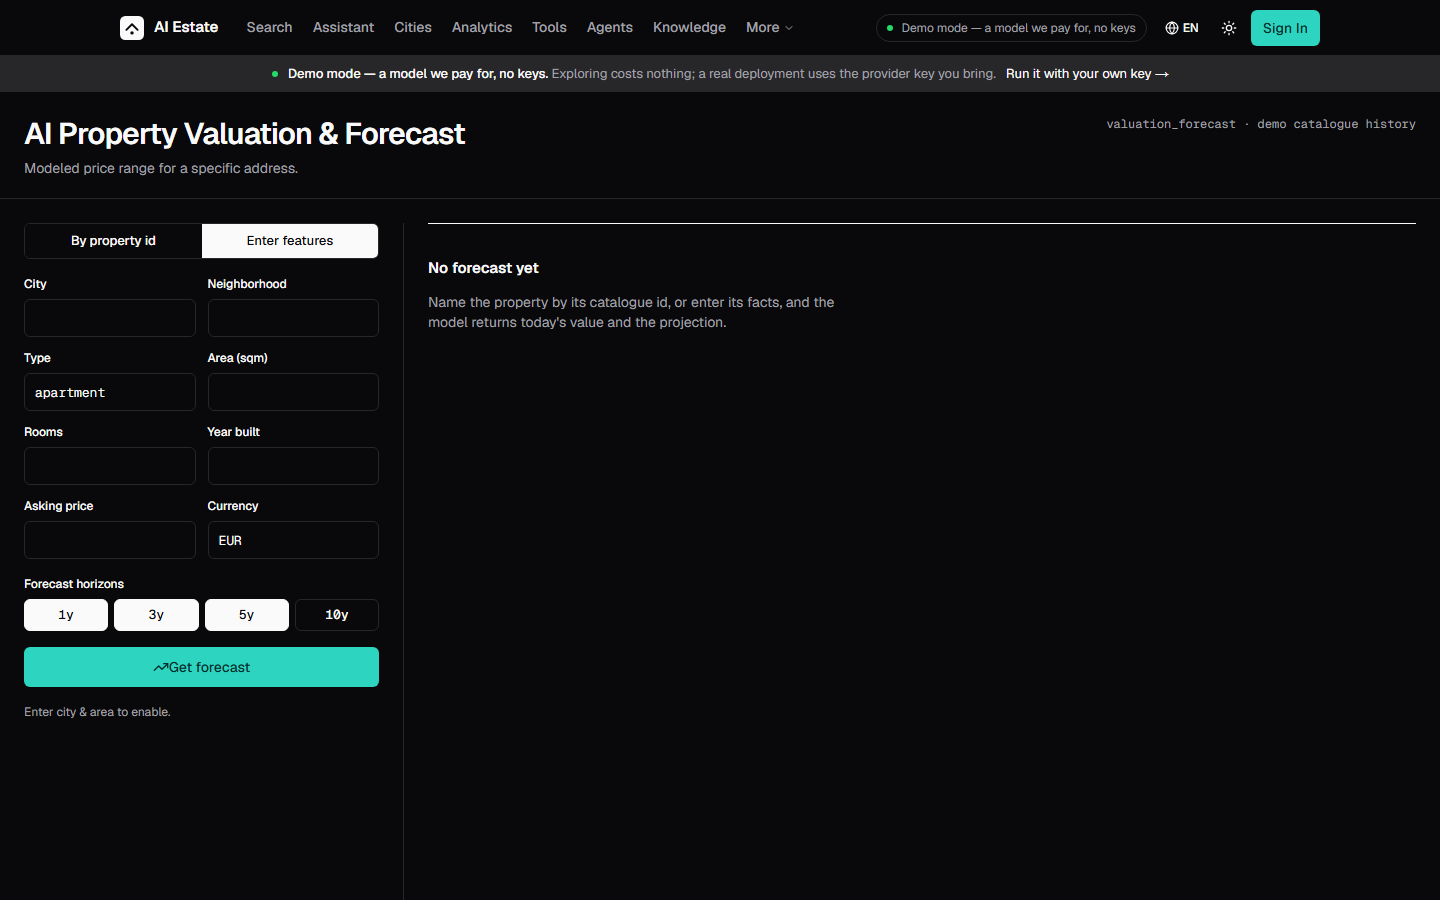 AI Estate
Search
Assistant
Cities
Analytics
Tools
Agents
Knowledge
More
Demo mode — a model we pay for, no keys
EN
Sign In
Demo mode — a model we pay for, no keys. Exploring costs nothing; a real deployment uses the provider key you bring. Run it with your own key →
AI Property Valuation & Forecast
valuation_forecast · demo catalogue history
Modeled price range for a specific address.
By property id
Enter features
City
Neighborhood
Type
Area (sqm)
apartment
Rooms
Year built
Asking price
Currency
EUR
Forecast horizons
1y
3y
5y
10y
Get forecast
Enter city & area to enable.
No forecast yet
Name the property by its catalogue id, or enter its facts, and the
model returns today's value and the projection.